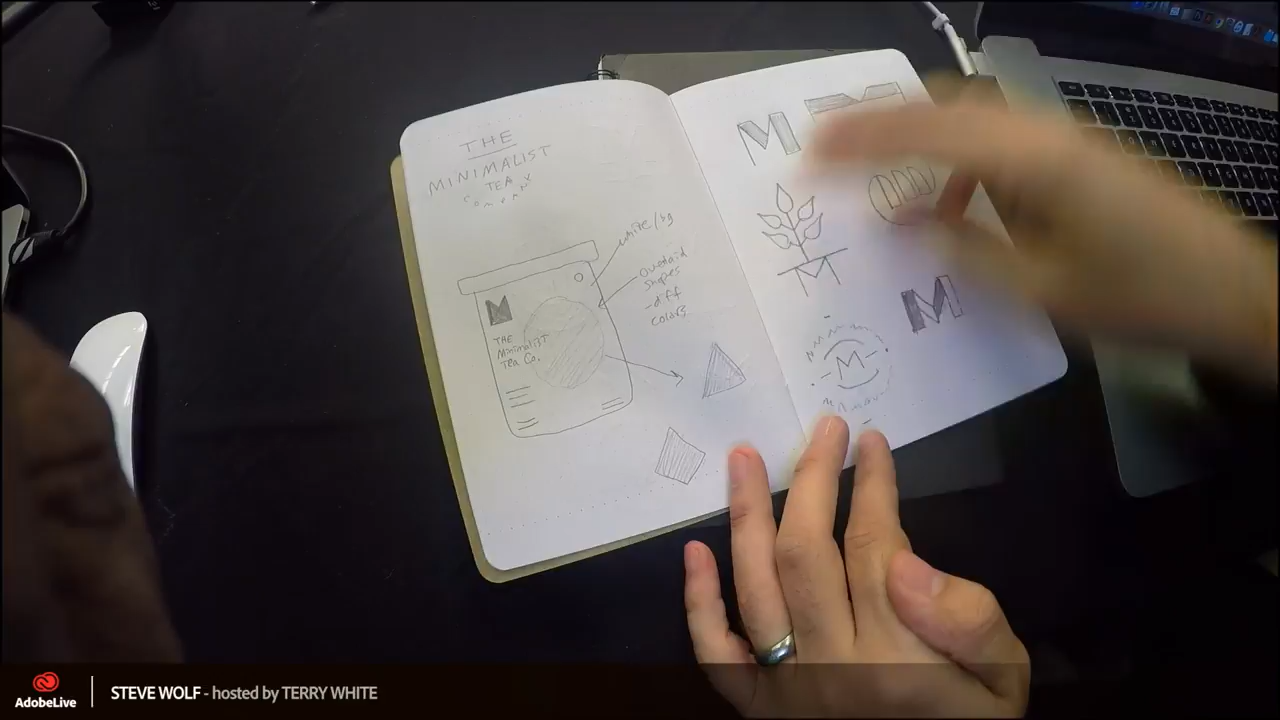 THE
MINIMALIST
TEA
COMPANY
white/bg
overlaid
shapes
-diff
colors
M
THE
Minimalist
Tea Co.
M
M
M
M
AdobeLive
STEVE WOLF - hosted by TERRY WHITE